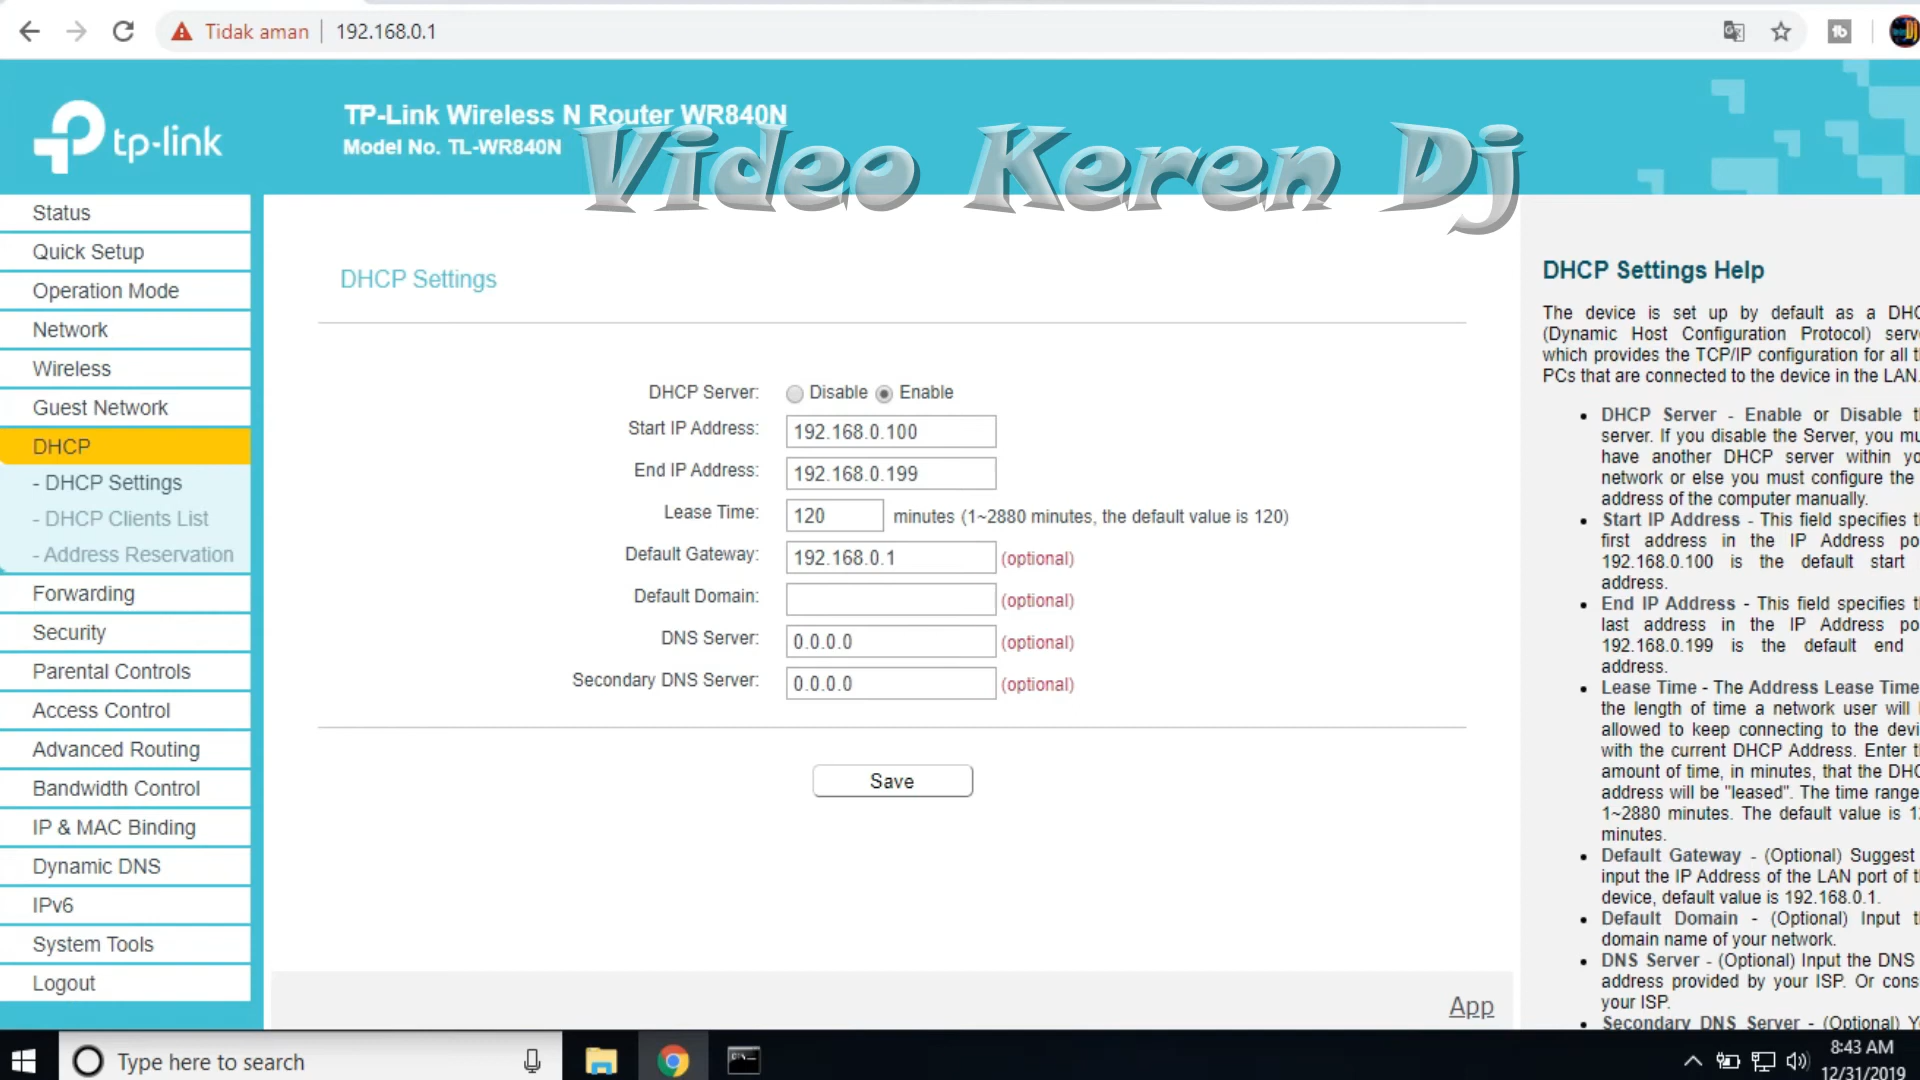 Tidak aman
192.168.0.1
tp-link
TP-Link Wireless N Router WR840N
Model No. TL-WR840N
Video Keren Dj
Status
Quick Setup
Operation Mode
Network
Wireless
Guest Network
DHCP
- DHCP Settings
- DHCP Clients List
- Address Reservation
Forwarding
Security
Parental Controls
Access Control
Advanced Routing
Bandwidth Control
IP & MAC Binding
Dynamic DNS
IPv6
System Tools
Logout
DHCP Settings
DHCP Server: Disable Enable
Start IP Address: 192.168.0.100
End IP Address: 192.168.0.199
Lease Time: 120 minutes (1~2880 minutes, the default value is 120)
Default Gateway: 192.168.0.1 (optional)
Default Domain: (optional)
DNS Server: 0.0.0.0 (optional)
Secondary DNS Server: 0.0.0.0 (optional)
Save
App
DHCP Settings Help
The device is set up by default as a
(Dynamic Host Configuration Protocol)
which provides the TCP/IP configuration for all
PCs that are connected to the device in the LAN.
DHCP Server - Enable or Disable
server. If you disable the Server, you
have another DHCP server within
network or else you must configure the
address of the computer manually.
Start IP Address - This field specifies
first address in the IP Address
192.168.0.100 is the default start
address.
End IP Address - This field specifies
last address in the IP Address
192.168.0.199 is the default end
address.
Lease Time - The Address Lease Time
the length of time a network user will
allowed to keep connecting to the
with the current DHCP Address. Enter
amount of time, in minutes, that the
address will be "leased". The time range
1~2880 minutes. The default value is
minutes.
Default Gateway - (Optional) Suggest
input the IP Address of the LAN port of
device, default value is 192.168.0.1.
Default Domain - (Optional) Input
domain name of your network.
DNS Server - (Optional) Input the DNS
address provided by your ISP. Or
your ISP.
Secondary DNS Server - (Optional)
Type here to search
8:43 AM
12/31/2019